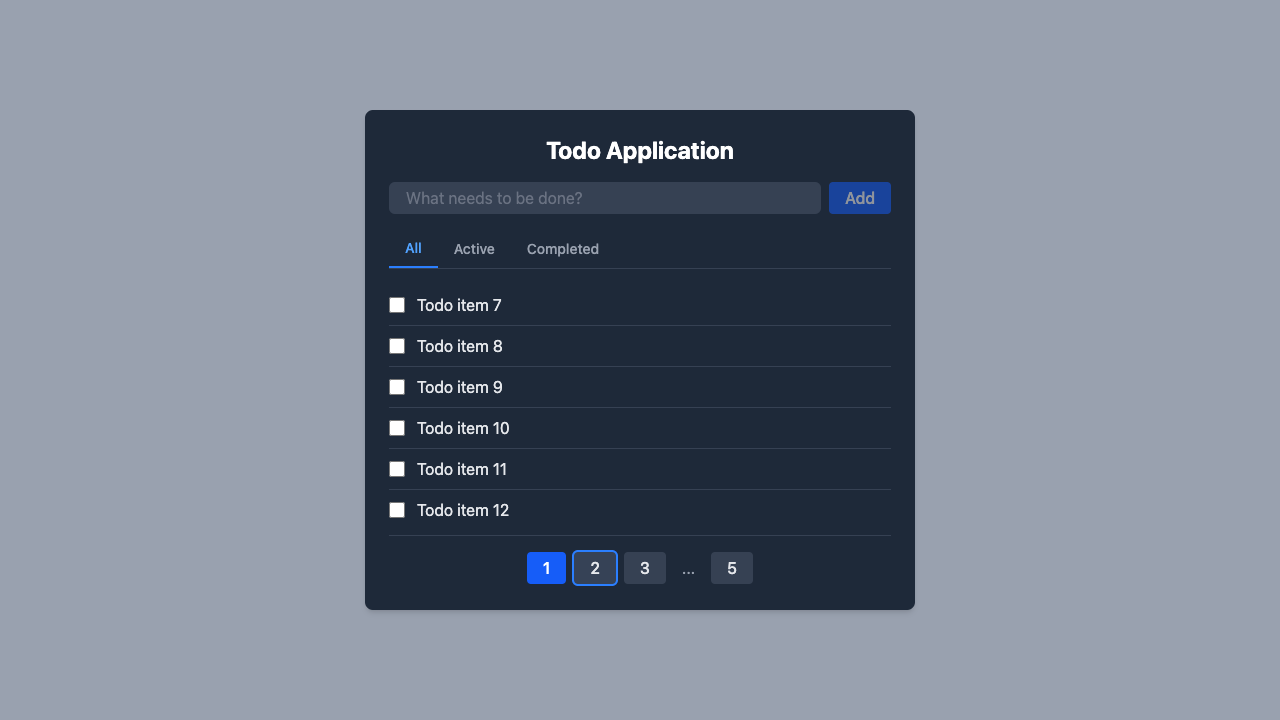 Todo Application
What needs to be done? Add
All Active Completed
Todo item 7
Todo item 8
Todo item 9
Todo item 10
Todo item 11
Todo item 12
1 2 3 ... 5